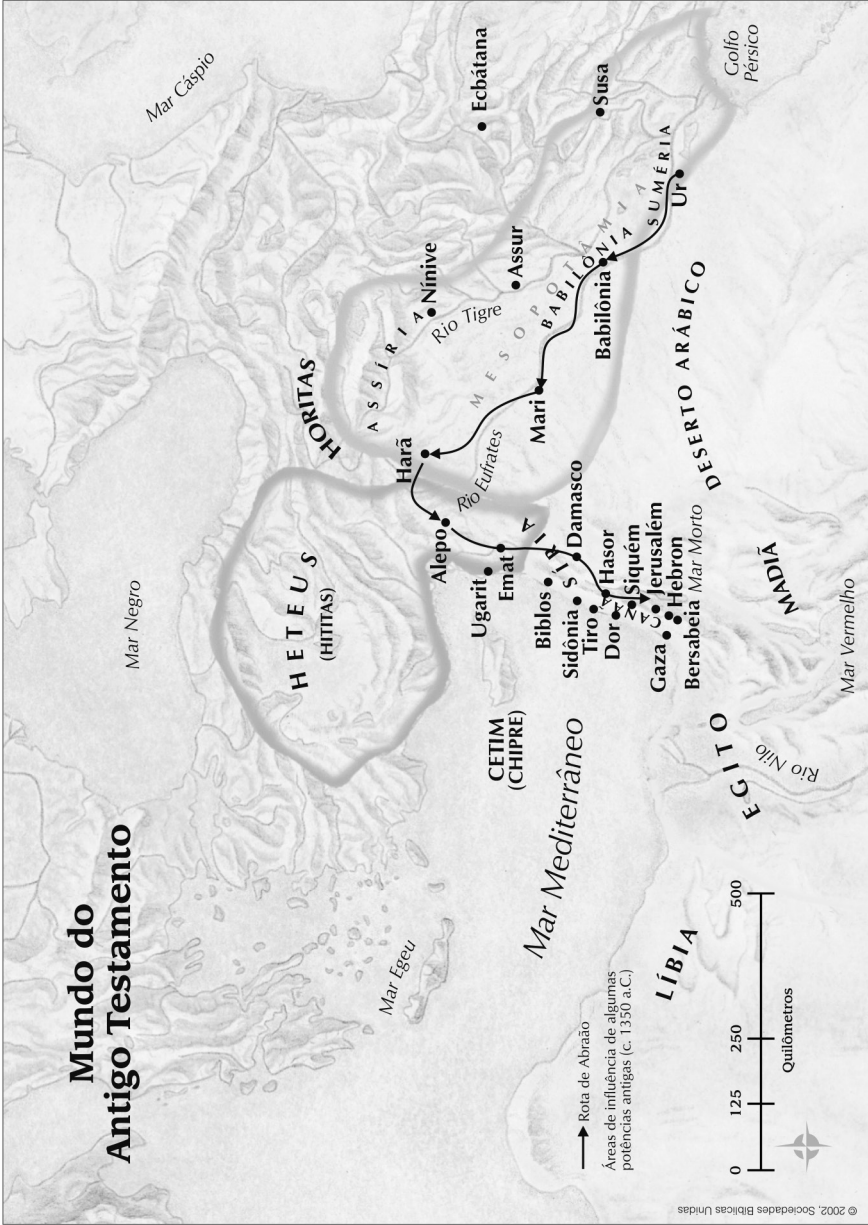 Mundo do
Antigo Testamento
Mar Negro
Mar Cáspio
HETEUS
(HITITAS)
HORITAS
ASSÍRIA
Nínive
Rio Tigre
Assur
Ecbátana
Susa
MESOPOTÂMIA
BABILÔNIA
SUMÉRIA
Ur
Golfo
Pérsico
Babilônia
Mari
Harã
Rio Eufrates
Alepo
Ugarit
Emat
SÍRIA
Damasco
Biblos
Sidônia
Tiro
Hasor
Dor
CANAÃ
Siquém
Jerusalém
Gaza
Hebron
Bersabeia
Mar Morto
DESERTO ARÁBICO
MADIÃ
Mar Vermelho
EGITO
Rio Nilo
CETIM
(CHIPRE)
Mar Mediterrâneo
Mar Egeu
LÍBIA
Rota de Abraão
Áreas de influência de algumas
potências antigas (c. 1350 a.C.)
0 125 250 500
Quilômetros
© 2002, Sociedades Bíblicas Unidas